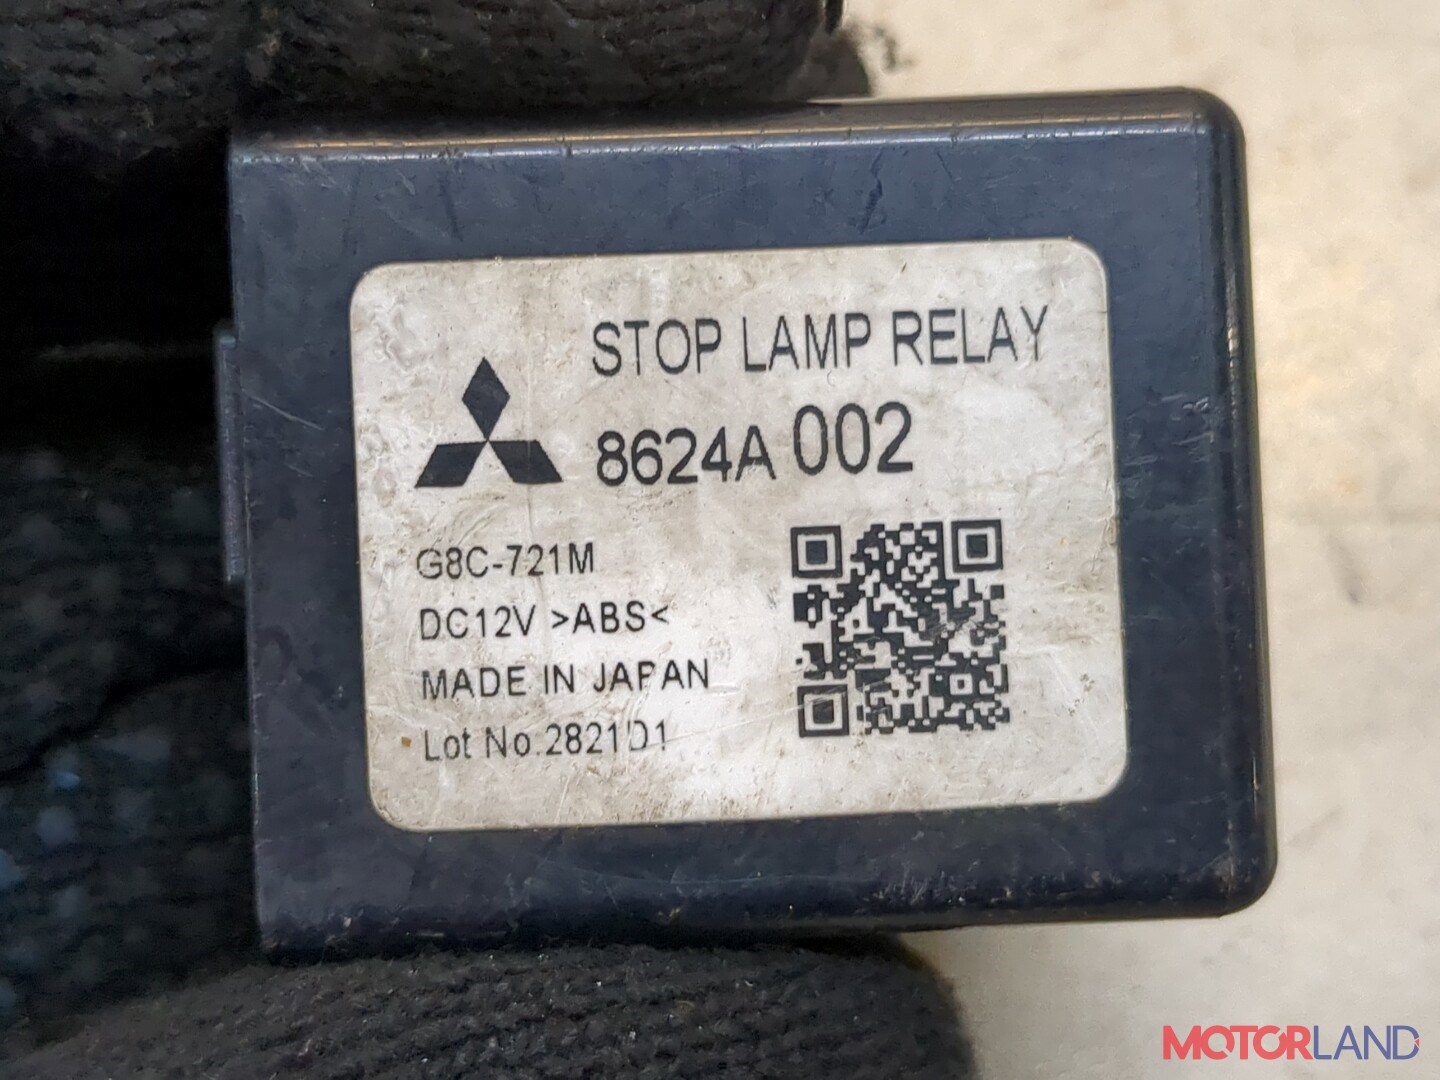 STOP LAMP RELAY
8624A 002
G8C-721M
DC12V >ABS<
MADE IN JAPAN
Lot No.2821D1
MOTORLAND